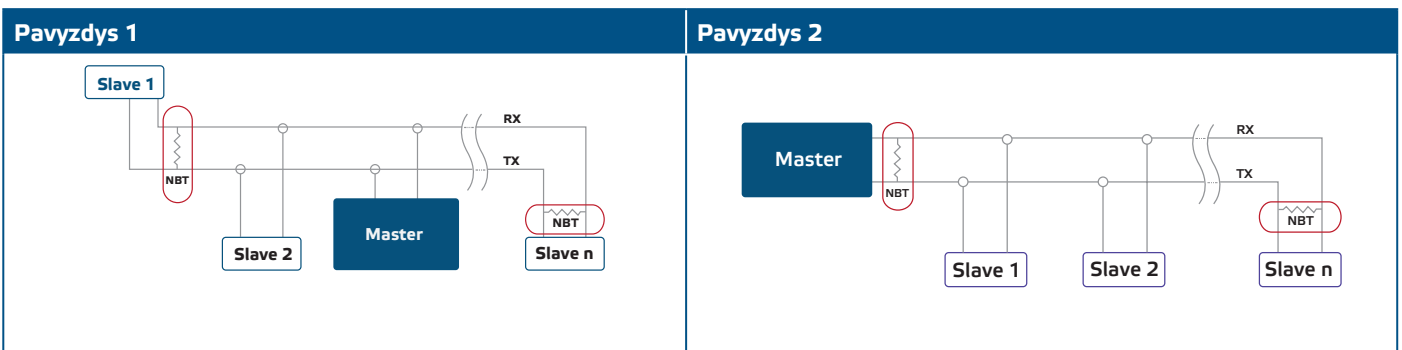 Pavyzdys 1
Slave 1
RX
TX
NBT
NBT
Slave 2
Master
Slave n
Pavyzdys 2
Master
RX
TX
NBT
NBT
Slave 1
Slave 2
Slave n